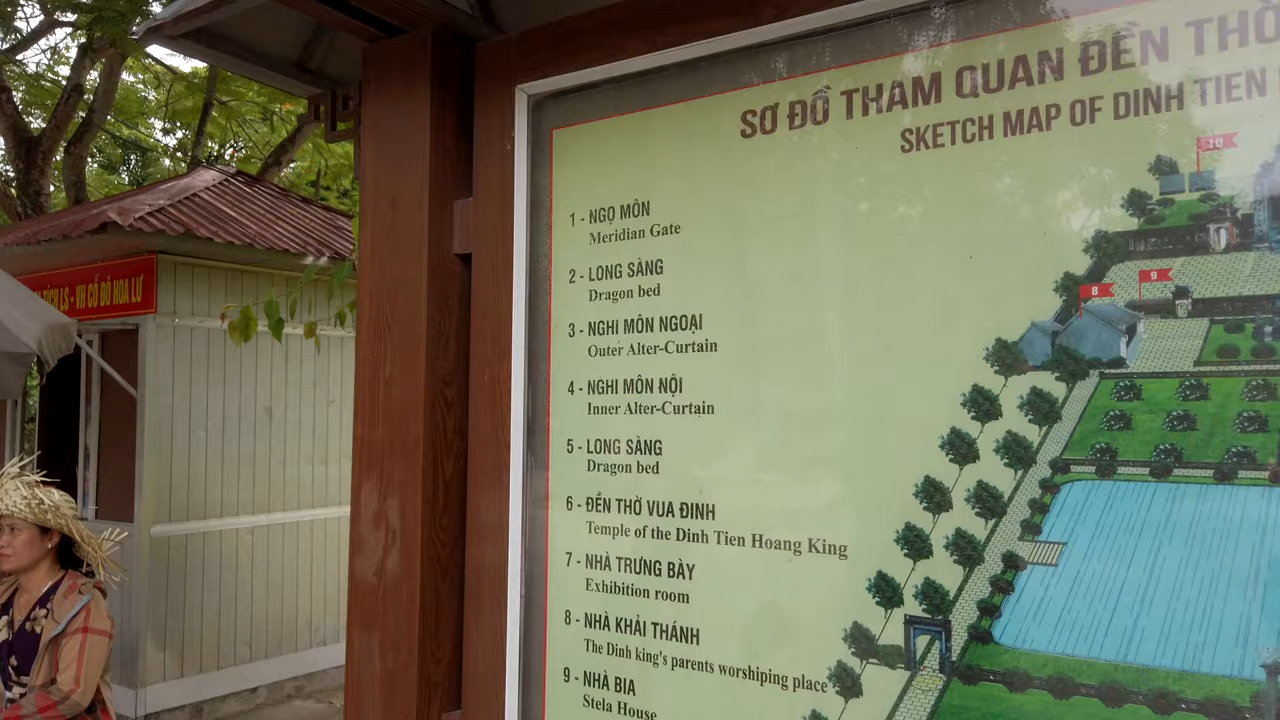 SƠ ĐỒ THAM QUAN ĐỀN THỜ
SKETCH MAP OF DINH TIEN
1 - NGỌ MÔN
Meridian Gate
2 - LONG SÀNG
Dragon bed
3 - NGHI MÔN NGOẠI
Outer Alter-Curtain
4 - NGHI MÔN NỘI
Inner Alter-Curtain
5 - LONG SÀNG
Dragon bed
6 - ĐỀN THỜ VUA ĐINH
Temple of the Dinh Tien Hoang King
7 - NHÀ TRƯNG BÀY
Exhibition room
8 - NHÀ KHẢI THÁNH
The Dinh king's parents worshiping place
9 - NHÀ BIA
Stela House
10
9
8
TÍCH LS - VH CỐ ĐÔ HOA LƯ